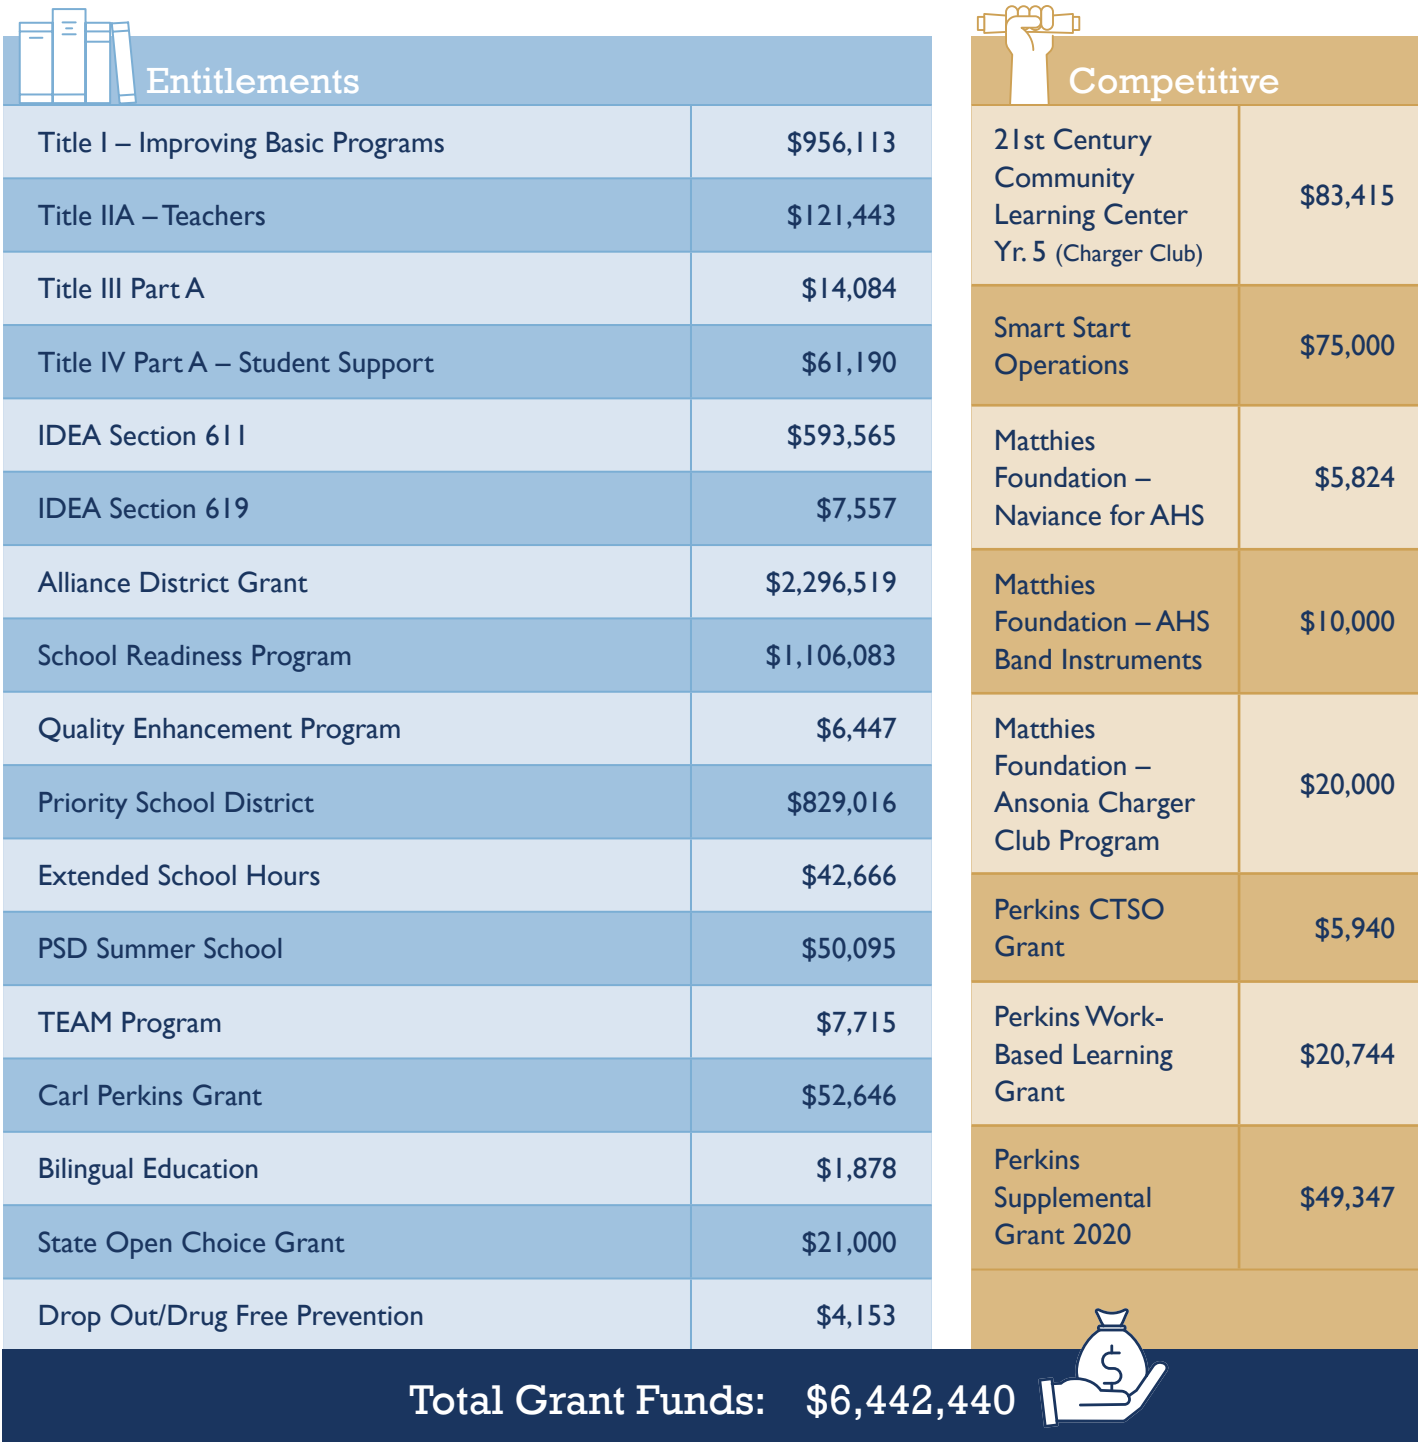 Entitlements
Title I – Improving Basic Programs $956,113
Title IIA – Teachers $121,443
Title III Part A $14,084
Title IV Part A – Student Support $61,190
IDEA Section 611 $593,565
IDEA Section 619 $7,557
Alliance District Grant $2,296,519
School Readiness Program $1,106,083
Quality Enhancement Program $6,447
Priority School District $829,016
Extended School Hours $42,666
PSD Summer School $50,095
TEAM Program $7,715
Carl Perkins Grant $52,646
Bilingual Education $1,878
State Open Choice Grant $21,000
Drop Out/Drug Free Prevention $4,153
Competitive
21st Century
Community
Learning Center
Yr. 5 (Charger Club)
$83,415
Smart Start
Operations
$75,000
Matthies
Foundation –
Naviance for AHS
$5,824
Matthies
Foundation – AHS
Band Instruments
$10,000
Matthies
Foundation –
Ansonia Charger
Club Program
$20,000
Perkins CTSO
Grant
$5,940
Perkins Work-
Based Learning
Grant
$20,744
Perkins
Supplemental
Grant 2020
$49,347
Total Grant Funds: $6,442,440
$